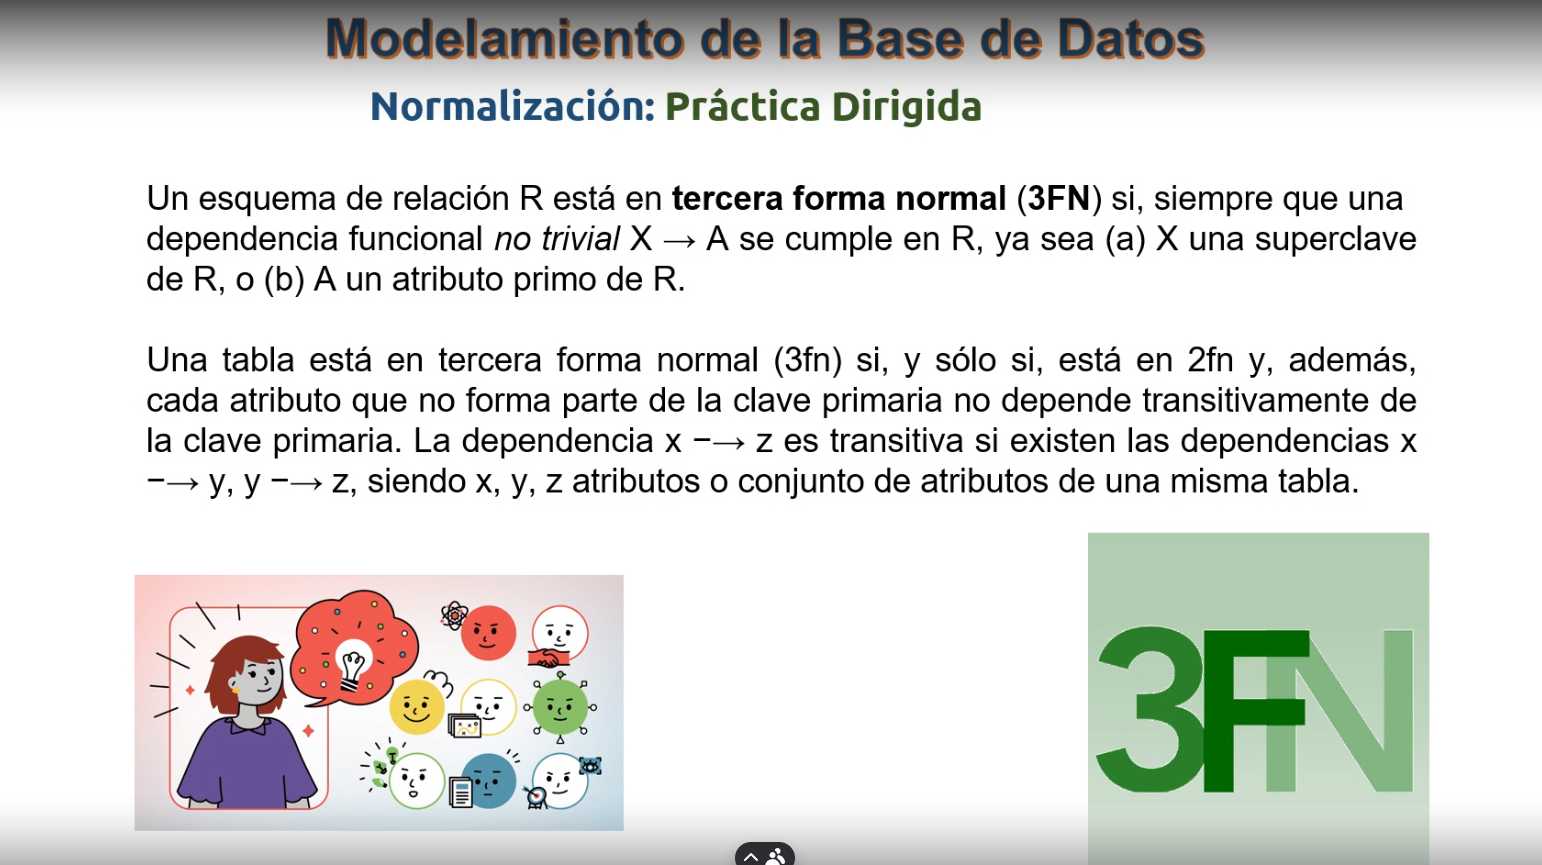 Modelamiento de la Base de Datos
Normalización: Práctica Dirigida
Un esquema de relación R está en tercera forma normal (3FN) si, siempre que una
dependencia funcional no trivial X → A se cumple en R, ya sea (a) X una superclave
de R, o (b) A un atributo primo de R.
Una tabla está en tercera forma normal (3fn) si, y sólo si, está en 2fn y, además,
cada atributo que no forma parte de la clave primaria no depende transitivamente de
la clave primaria. La dependencia x −→ z es transitiva si existen las dependencias x
−→ y, y −→ z, siendo x, y, z atributos o conjunto de atributos de una misma tabla.
3FN